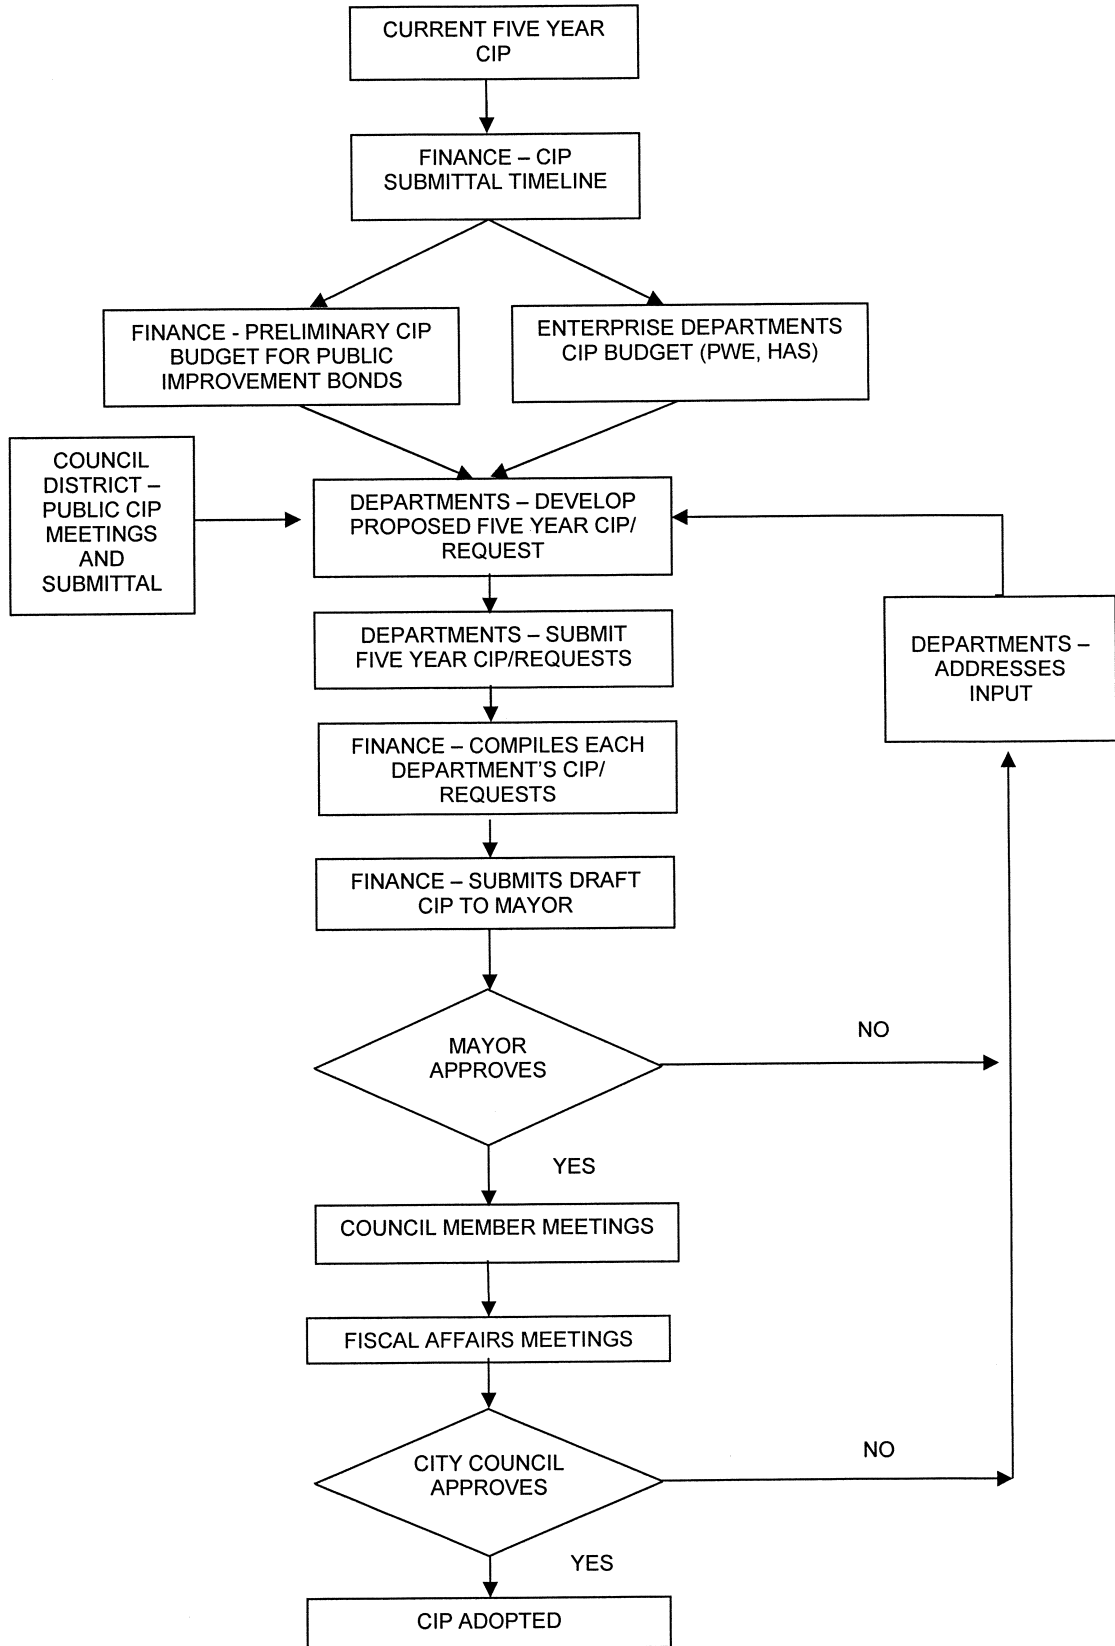 CURRENT FIVE YEAR
CIP
FINANCE – CIP
SUBMITTAL TIMELINE
FINANCE - PRELIMINARY CIP
BUDGET FOR PUBLIC
IMPROVEMENT BONDS
ENTERPRISE DEPARTMENTS
CIP BUDGET (PWE, HAS)
COUNCIL
DISTRICT –
PUBLIC CIP
MEETINGS
AND
SUBMITTAL
DEPARTMENTS – DEVELOP
PROPOSED FIVE YEAR CIP/
REQUEST
DEPARTMENTS – SUBMIT
FIVE YEAR CIP/REQUESTS
DEPARTMENTS –
ADDRESSES
INPUT
FINANCE – COMPILES EACH
DEPARTMENT'S CIP/
REQUESTS
FINANCE – SUBMITS DRAFT
CIP TO MAYOR
MAYOR
APPROVES
NO
YES
COUNCIL MEMBER MEETINGS
FISCAL AFFAIRS MEETINGS
CITY COUNCIL
APPROVES
NO
YES
CIP ADOPTED